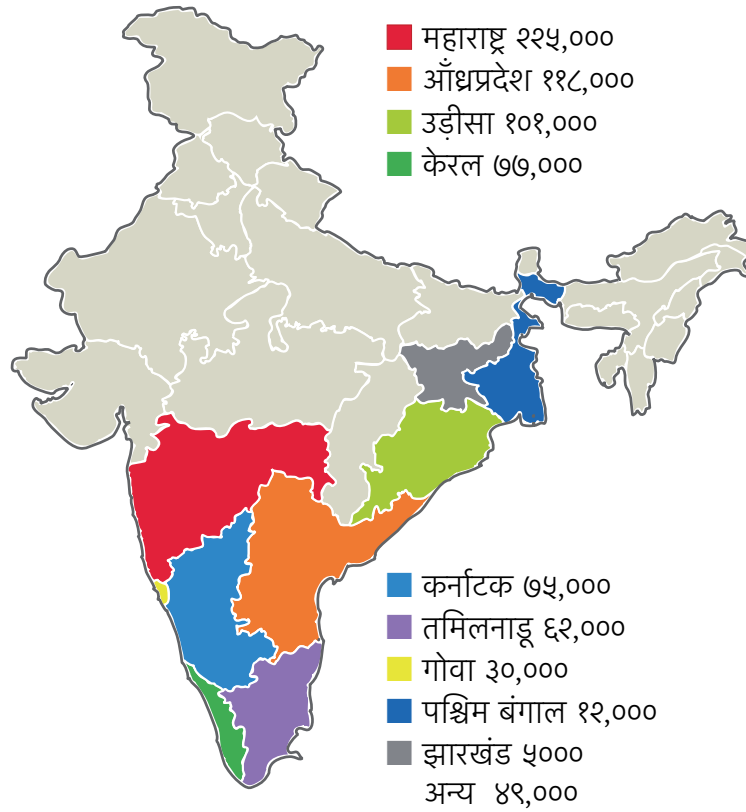 महाराष्ट्र २२५,०००
आँध्रप्रदेश ११८,०००
उड़ीसा १०१,०००
केरल ७७,०००
कर्नाटक ७५,०००
तमिलनाडू ६२,०००
गोवा ३०,०००
पश्चिम बंगाल १२,०००
झारखंड ५०००
अन्य ४९,०००